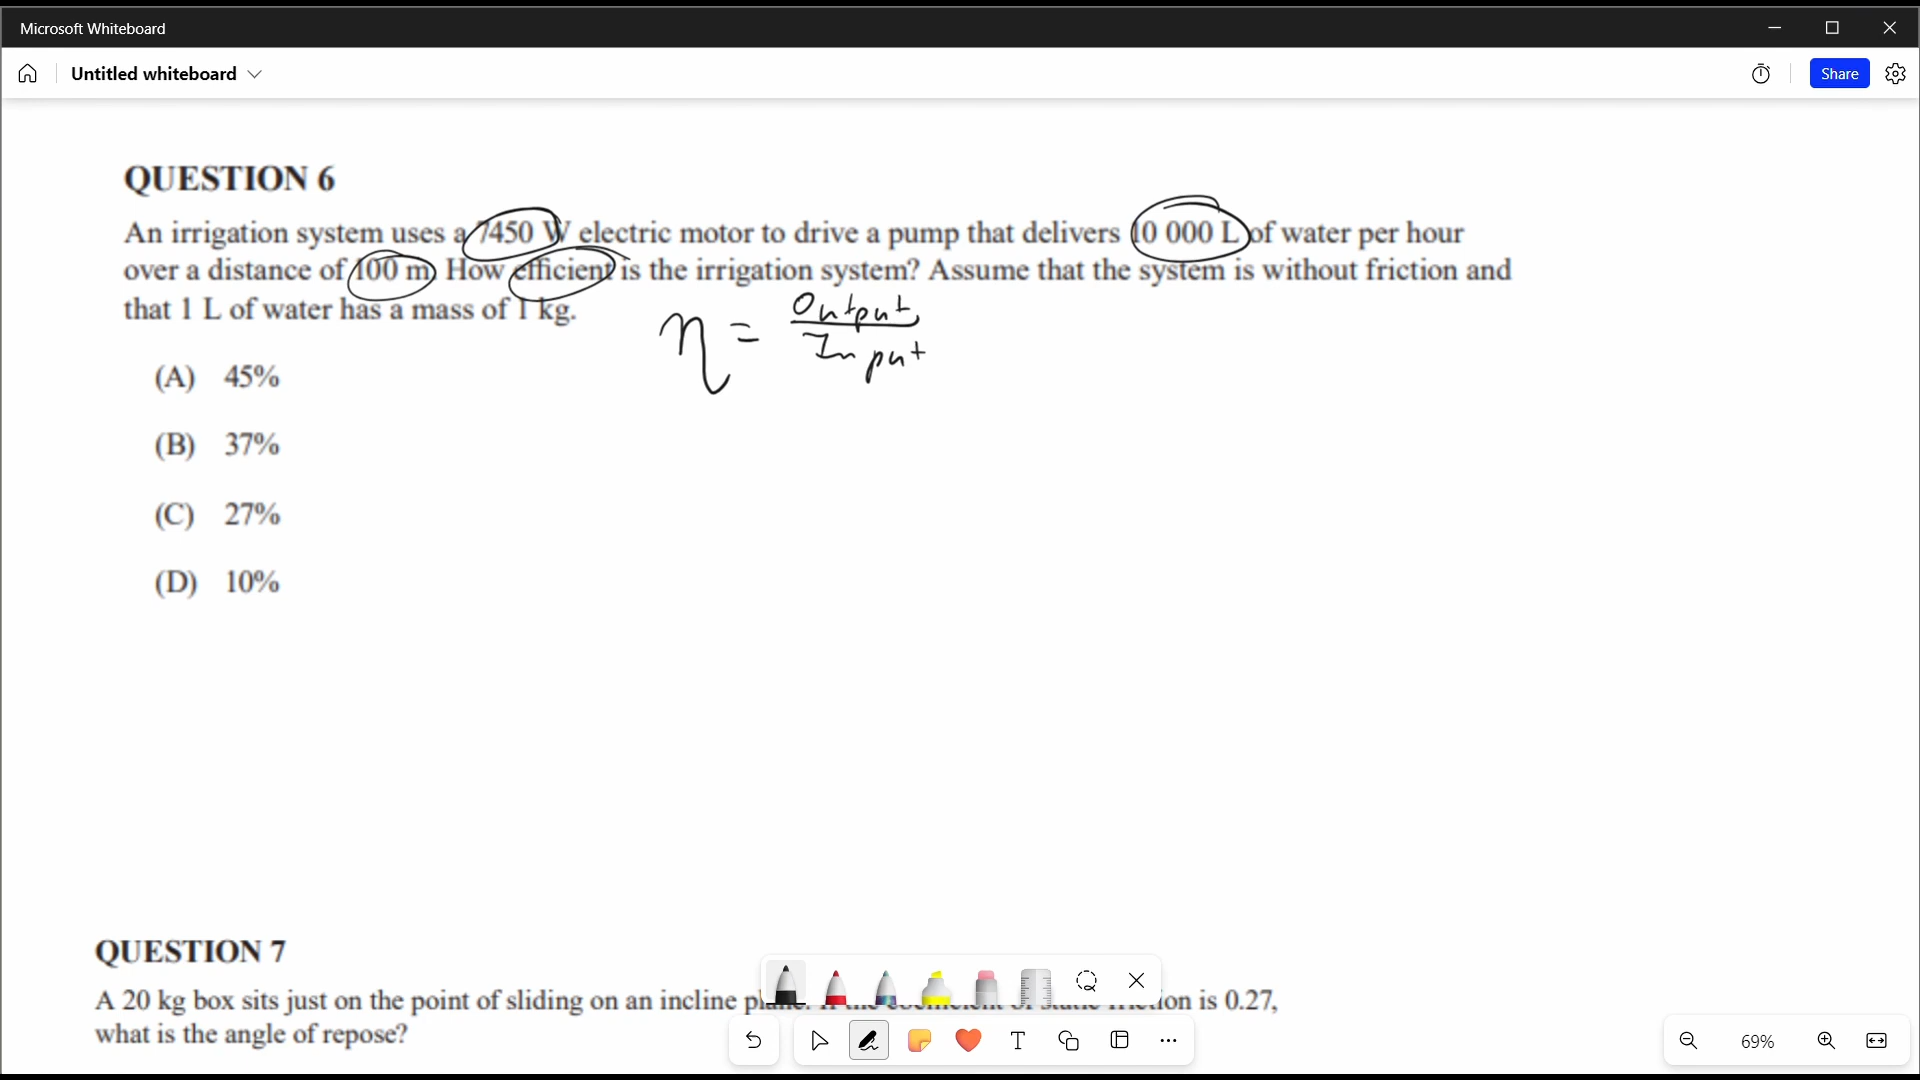 Microsoft Whiteboard
Untitled whiteboard
Share
QUESTION 6
An irrigation system uses a 7450 W electric motor to drive a pump that delivers 10 000 L of water per hour
over a distance of 100 m. How efficient is the irrigation system? Assume that the system is without friction and
that 1 L of water has a mass of 1 kg.
η = Output
Input
(A) 45%
(B) 37%
(C) 27%
(D) 10%
QUESTION 7
A 20 kg box sits just on the point of sliding on an incline is 0.27,
what is the angle of repose?
69%